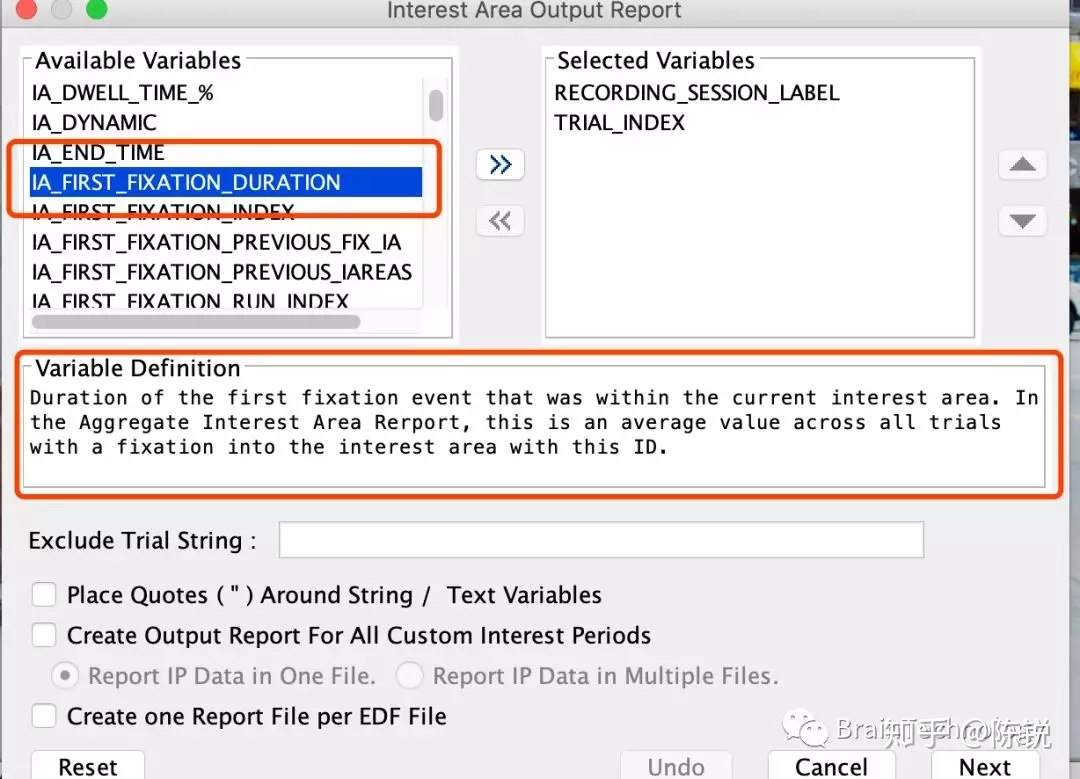 Interest Area Output Report
Available Variables
IA_DWELL_TIME_%
IA_DYNAMIC
IA_END_TIME
IA_FIRST_FIXATION_DURATION
IA_FIRST_FIXATION_INDEX
IA_FIRST_FIXATION_PREVIOUS_FIX_IA
IA_FIRST_FIXATION_PREVIOUS_IAREAS
IA_FIRST_FIXATION_RUN_INDEX
Selected Variables
RECORDING_SESSION_LABEL
TRIAL_INDEX
Variable Definition
Duration of the first fixation event that was within the current interest area. In
the Aggregate Interest Area Rerport, this is an average value across all trials
with a fixation into the interest area with this ID.
Exclude Trial String :
Place Quotes ( " ) Around String / Text Variables
Create Output Report For All Custom Interest Periods
Report IP Data in One File. Report IP Data in Multiple Files.
Create one Report File per EDF File
知乎 @陈锐
Reset Undo Cancel Next